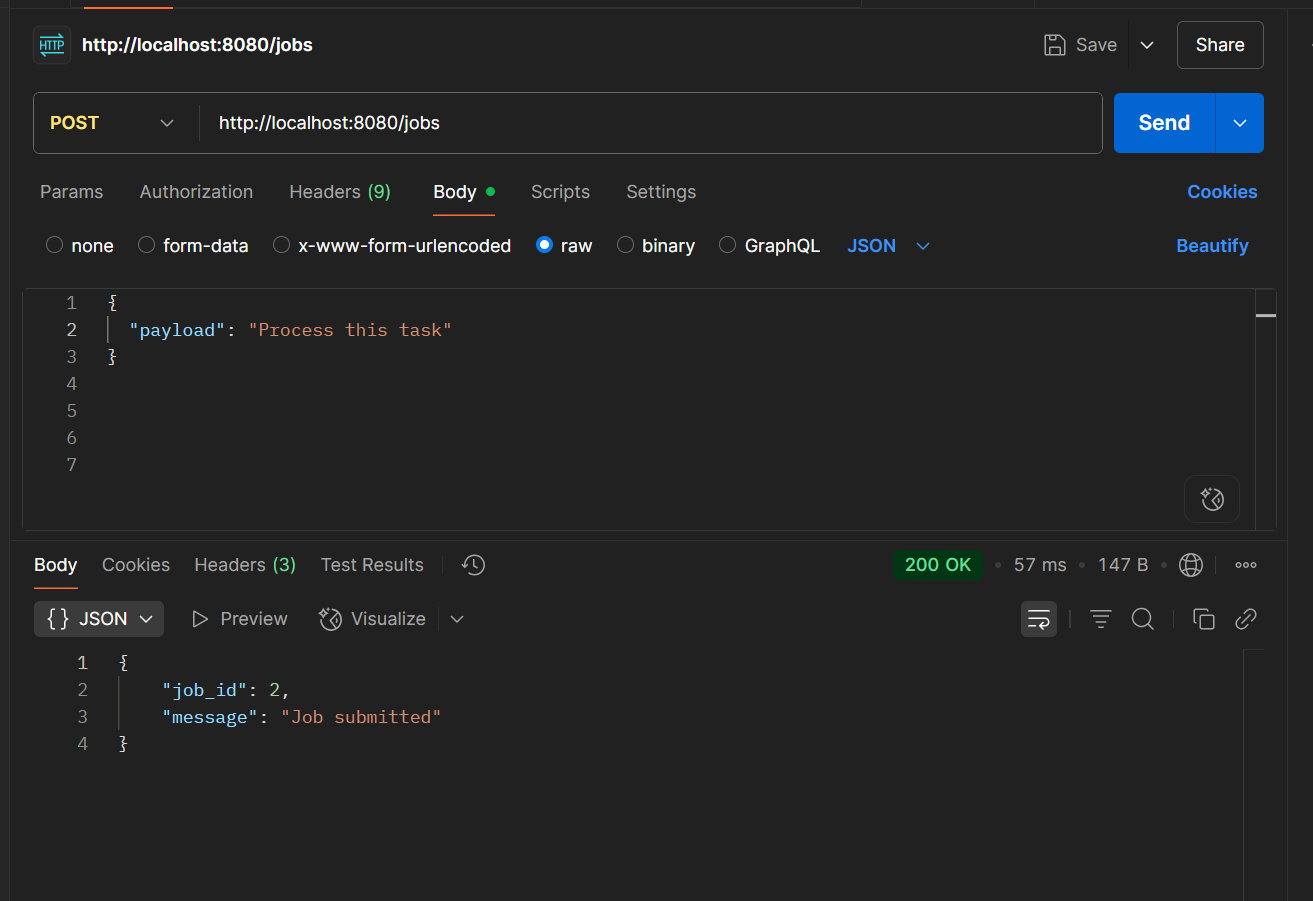 HTTP http://localhost:8080/jobs Save Share
POST http://localhost:8080/jobs Send
Params Authorization Headers (9) Body Scripts Settings Cookies
none form-data x-www-form-urlencoded raw binary GraphQL JSON Beautify
1 {
2 "payload": "Process this task"
3 }
4
5
6
7
Body Cookies Headers (3) Test Results 200 OK • 57 ms • 147 B •
{} JSON Preview Visualize
1 {
2 "job_id": 2,
3 "message": "Job submitted"
4 }